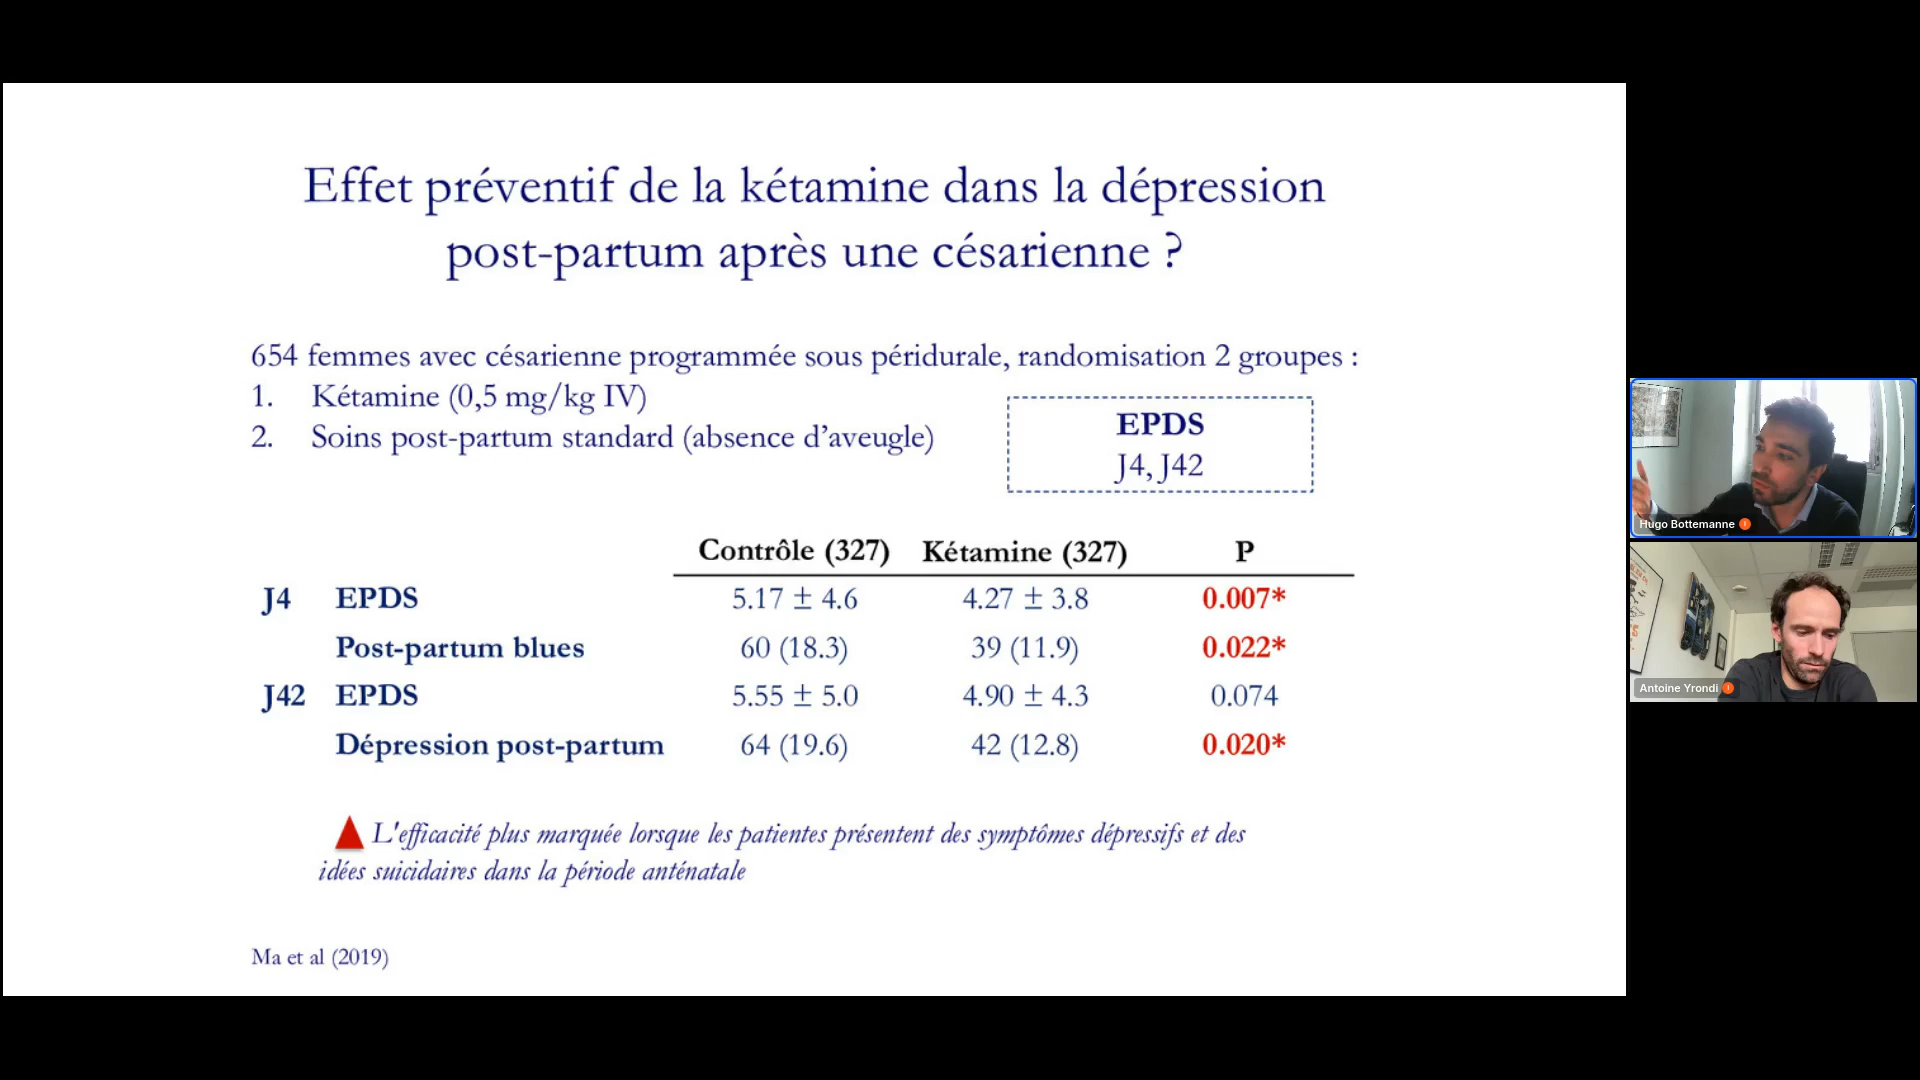 Effet préventif de la kétamine dans la dépression
post-partum après une césarienne ?
654 femmes avec césarienne programmée sous péridurale, randomisation 2 groupes :
1. Kétamine (0,5 mg/kg IV)
2. Soins post-partum standard (absence d'aveugle)
EPDS
J4, J42
Contrôle (327) Kétamine (327) P
J4 EPDS 5.17 ± 4.6 4.27 ± 3.8 0.007*
Post-partum blues 60 (18.3) 39 (11.9) 0.022*
J42 EPDS 5.55 ± 5.0 4.90 ± 4.3 0.074
Dépression post-partum 64 (19.6) 42 (12.8) 0.020*
L'efficacité plus marquée lorsque les patientes présentent des symptômes dépressifs et des
idées suicidaires dans la période anténatale
Ma et al (2019)
Hugo Bottemanne
Antoine Yrondi